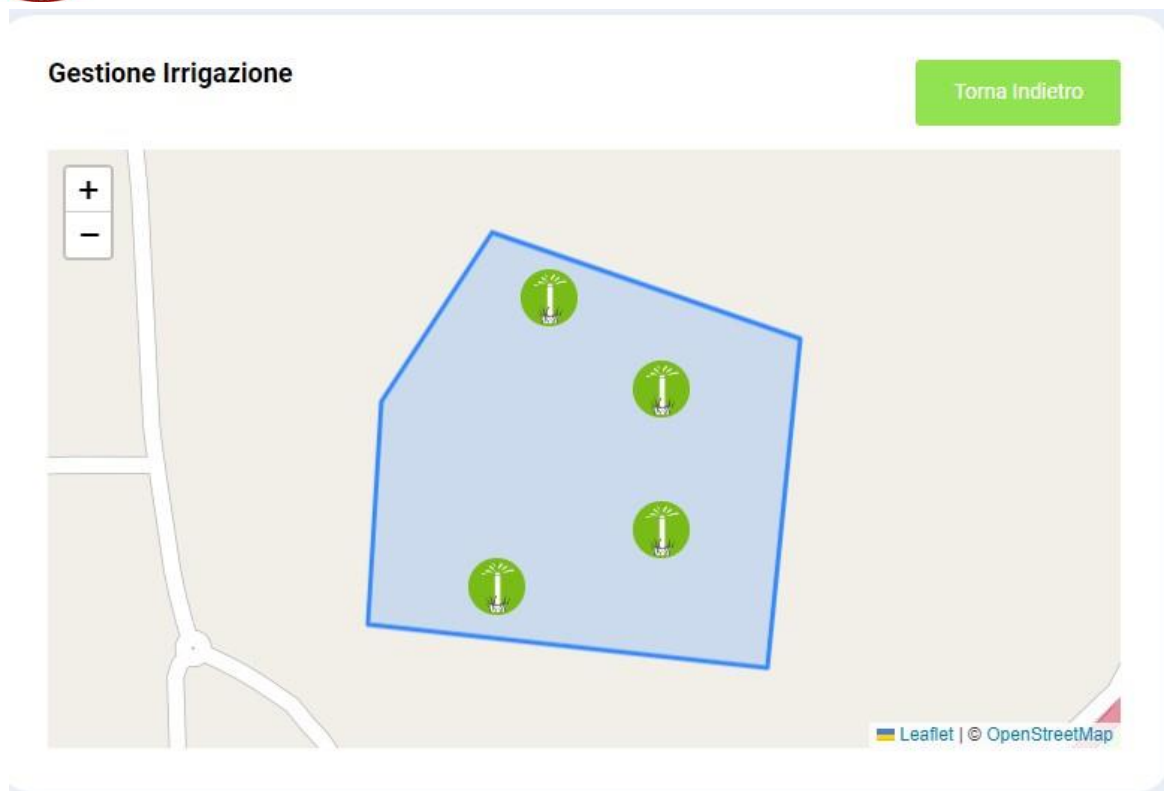 Gestione Irrigazione
Torna Indietro
+
−
Leaflet | © OpenStreetMap